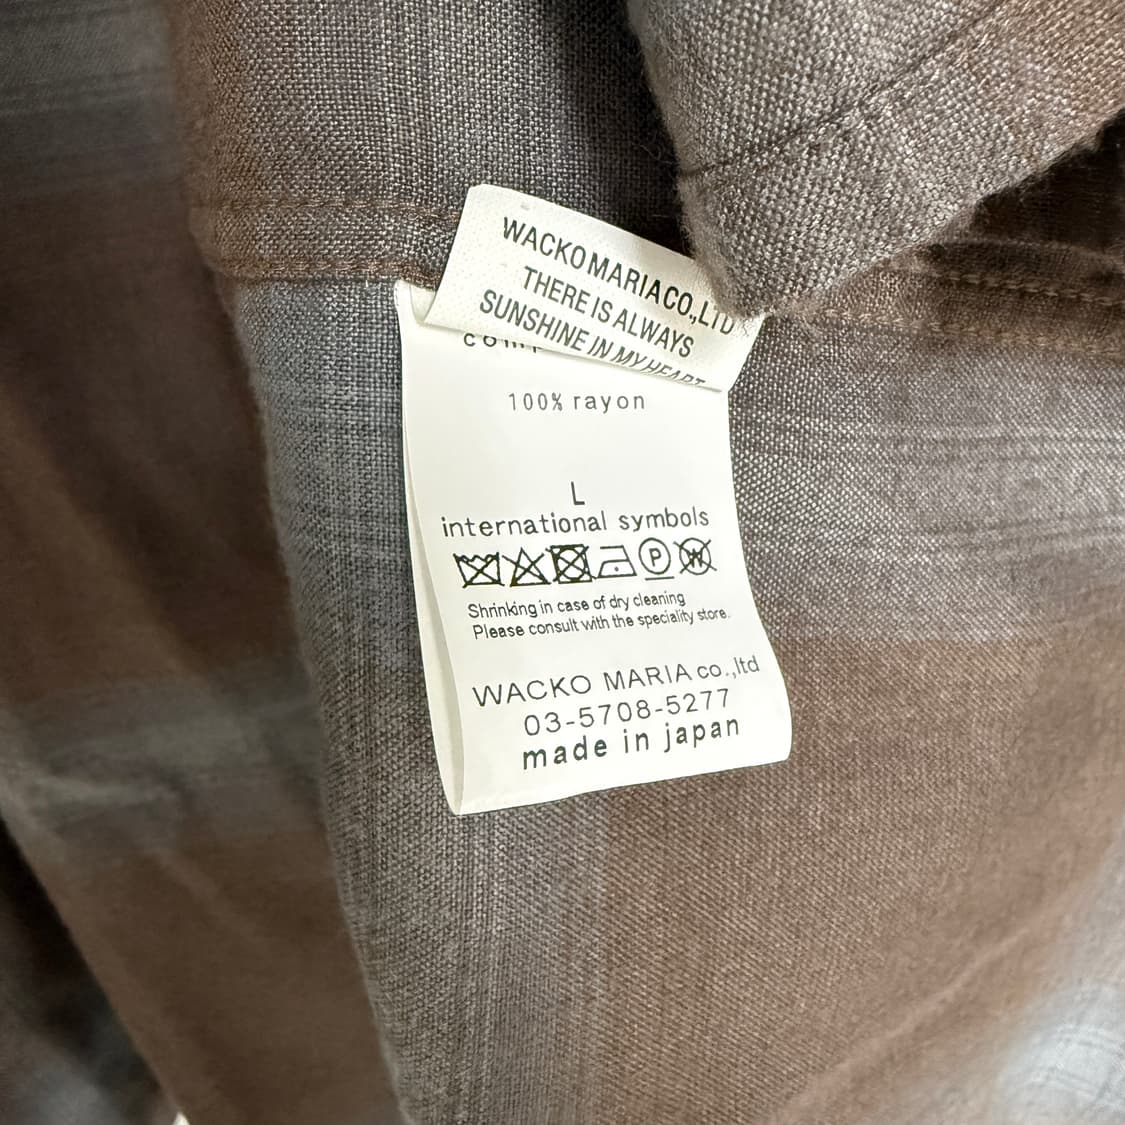 WACKO MARIA CO.,LTD
THERE IS ALWAYS
SUNSHINE IN MY HEART
100% rayon
L
international symbols
P W
Shrinking in case of dry cleaning
Please consult with the speciality store.
WACKO MARIA co.,ltd
03-5708-5277
made in japan